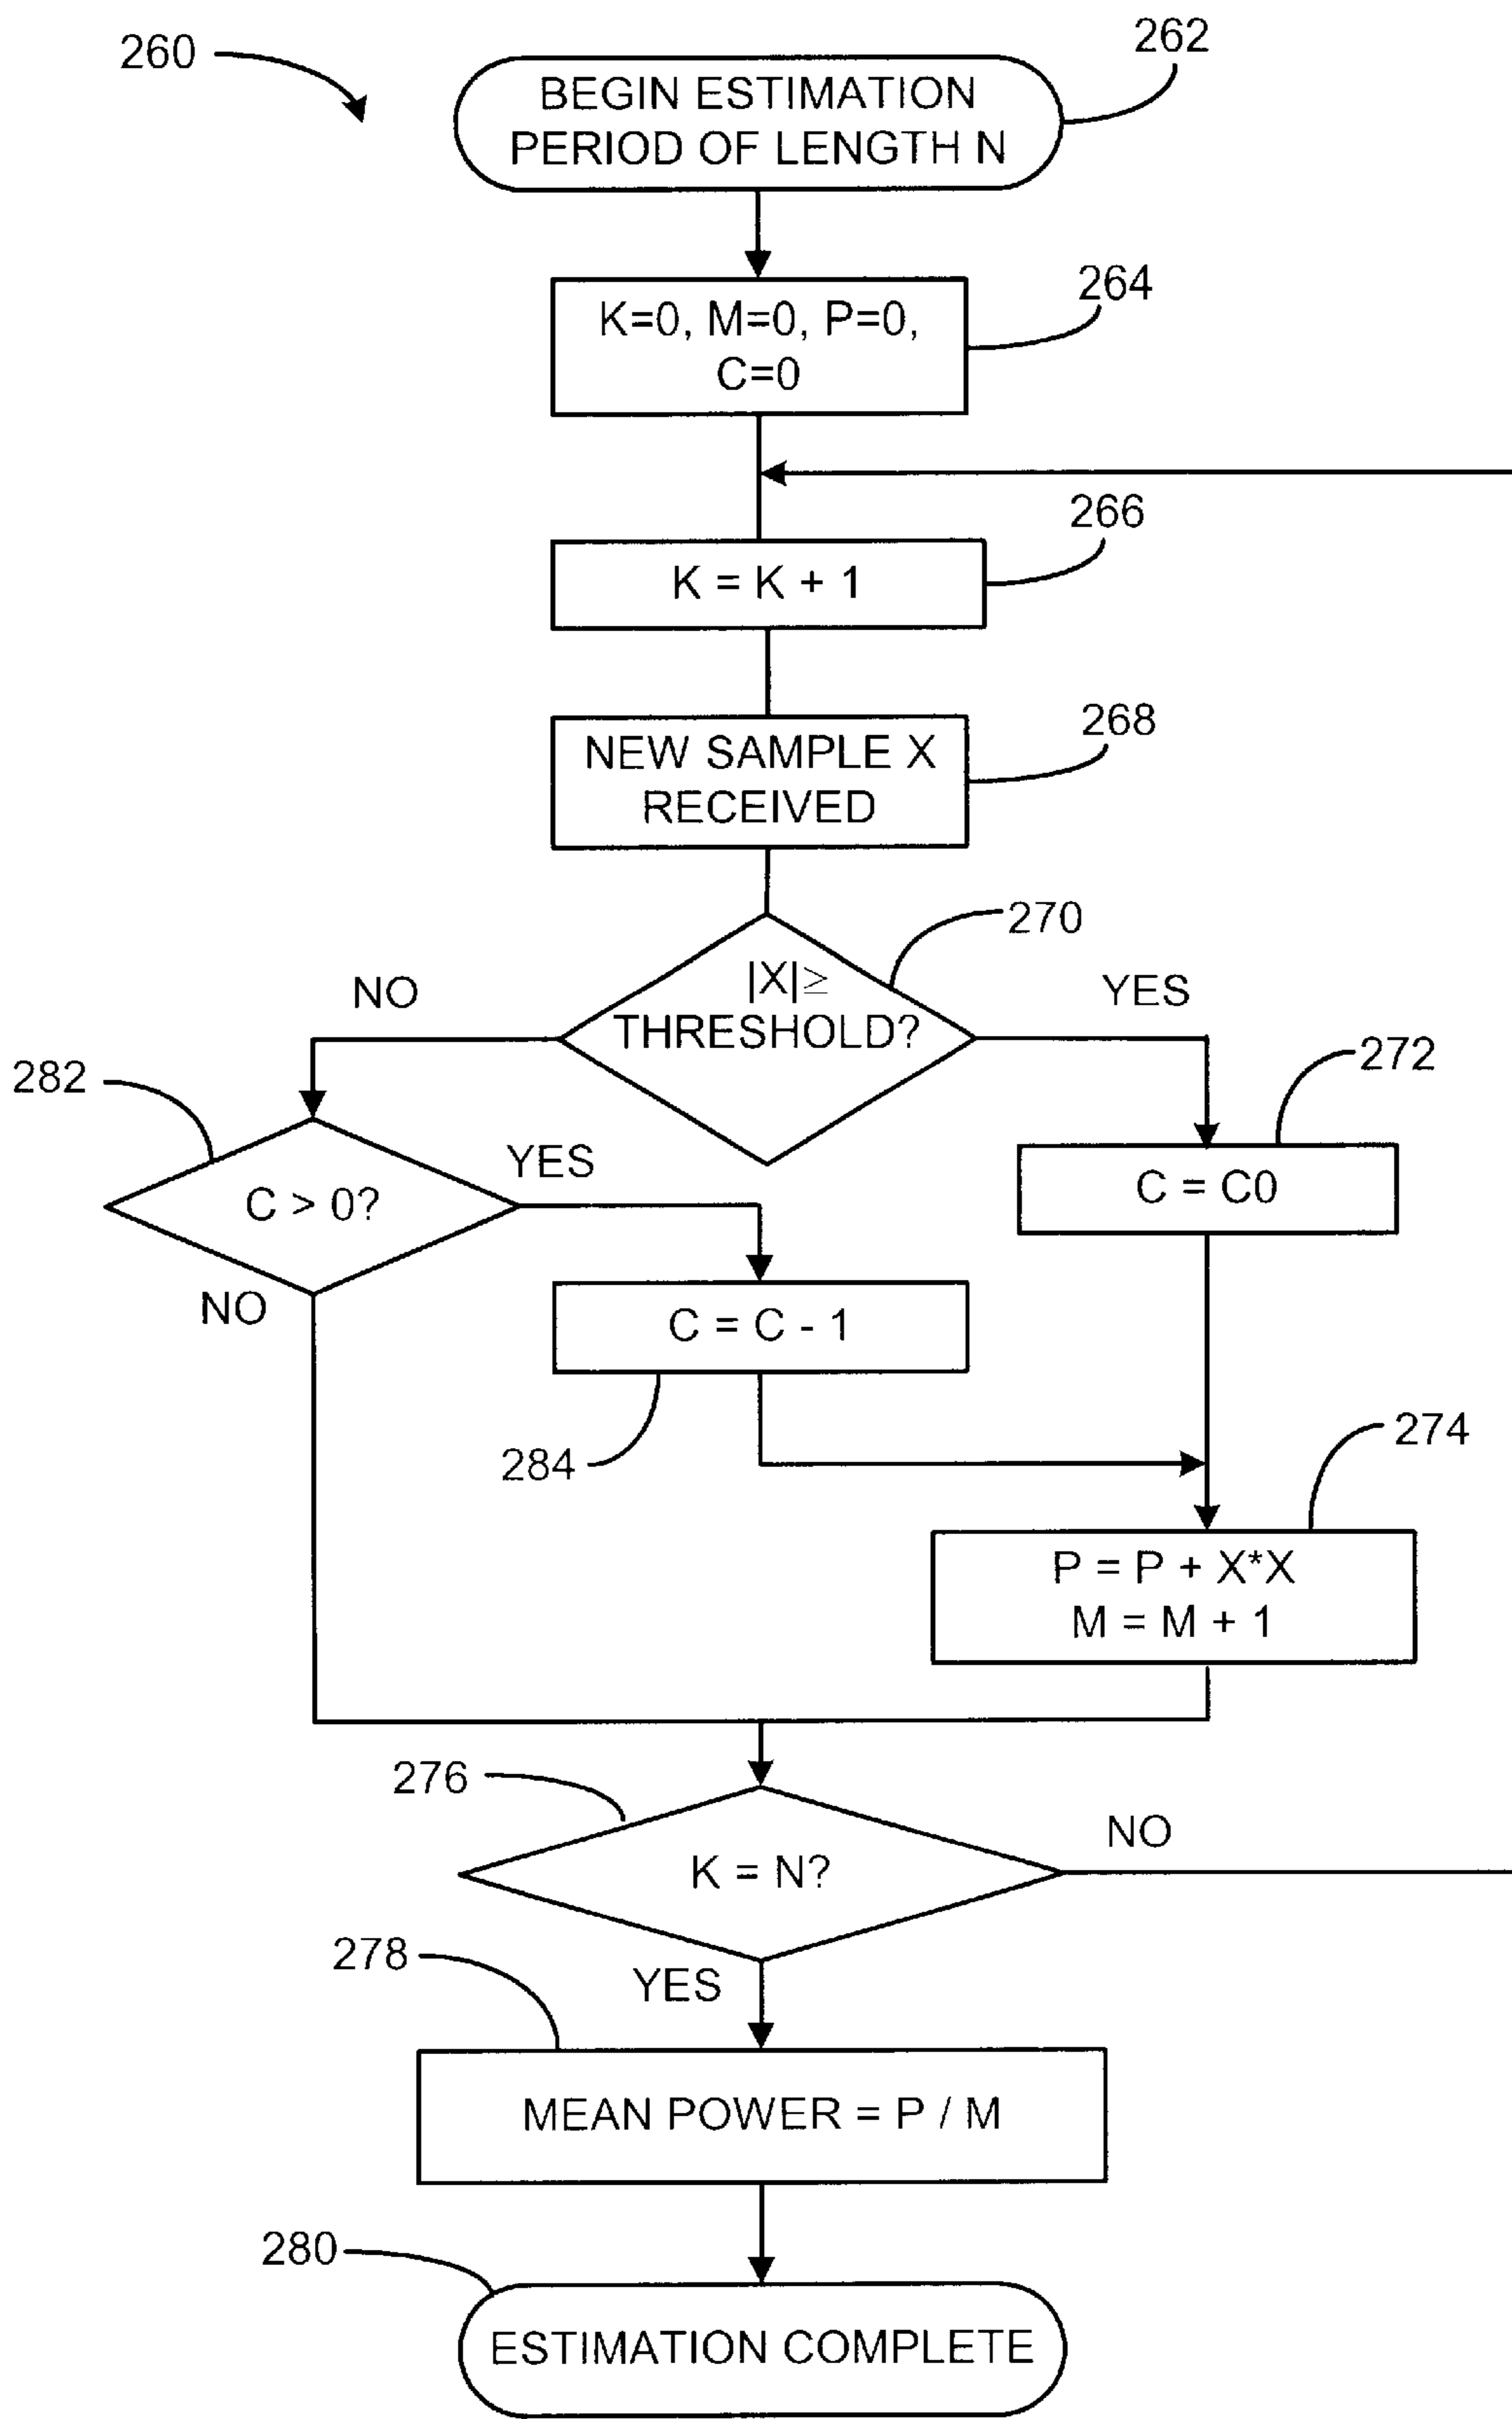 260
262
BEGIN ESTIMATION
PERIOD OF LENGTH N
264
K=0, M=0, P=0,
C=0
266
K = K + 1
268
NEW SAMPLE X
RECEIVED
270
|X|≥
THRESHOLD?
NO
YES
272
282
C = C0
YES
C > 0?
NO
C = C - 1
284
274
P = P + X*X
M = M + 1
276
NO
K = N?
278
YES
MEAN POWER = P / M
280
ESTIMATION COMPLETE